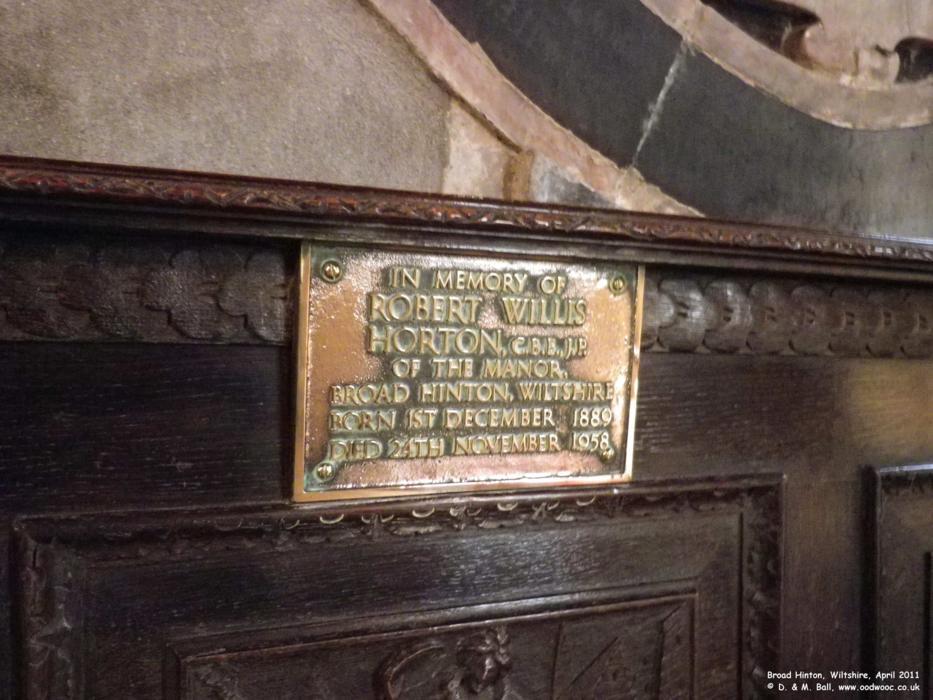 IN MEMORY OF
ROBERT WILLIS
HORTON, C.B.E. J.P.
OF THE MANOR,
BROAD HINTON, WILTSHIRE
BORN 1ST DECEMBER 1889
DIED 24TH NOVEMBER 1958
Broad Hinton, Wiltshire, April 2011
© D. & M. Ball, www.oodwooc.co.uk